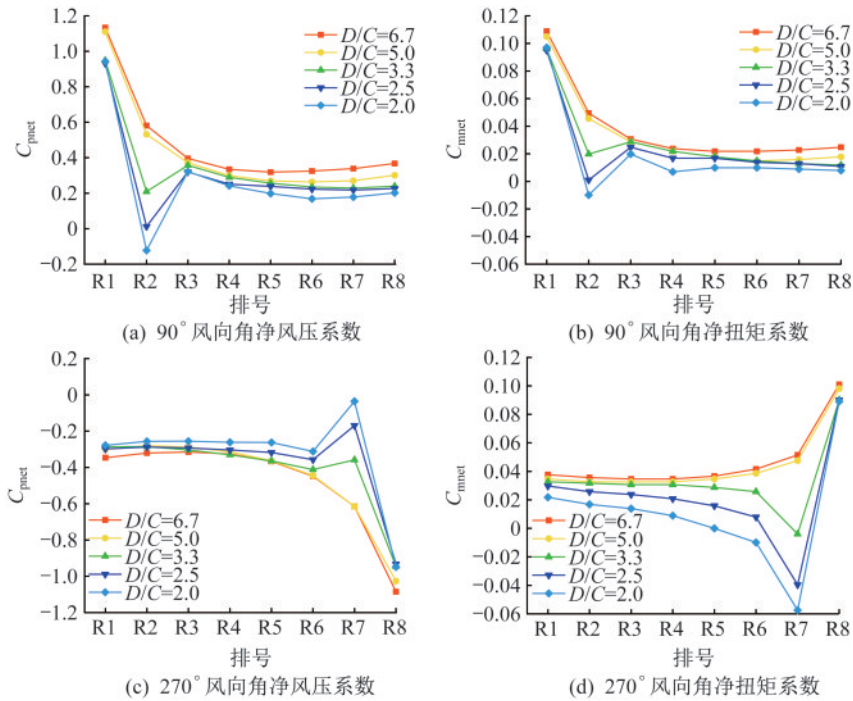 1.2
1.0
0.8
0.6
0.4
0.2
0
−0.2
C_pnet
D/C=6.7
D/C=5.0
D/C=3.3
D/C=2.5
D/C=2.0
R1 R2 R3 R4 R5 R6 R7 R8
排号
(a) 90°风向角净风压系数
0.12
0.10
0.08
0.06
0.04
0.02
0
−0.02
−0.04
−0.06
C_mnet
D/C=6.7
D/C=5.0
D/C=3.3
D/C=2.5
D/C=2.0
R1 R2 R3 R4 R5 R6 R7 R8
排号
(b) 90°风向角净扭矩系数
0.2
0
−0.2
−0.4
−0.6
−0.8
−1.0
−1.2
C_pnet
D/C=6.7
D/C=5.0
D/C=3.3
D/C=2.5
D/C=2.0
R1 R2 R3 R4 R5 R6 R7 R8
排号
(c) 270°风向角净风压系数
0.12
0.10
0.08
0.06
0.04
0.02
0
−0.02
−0.04
−0.06
C_mnet
D/C=6.7
D/C=5.0
D/C=3.3
D/C=2.5
D/C=2.0
R1 R2 R3 R4 R5 R6 R7 R8
排号
(d) 270°风向角净扭矩系数